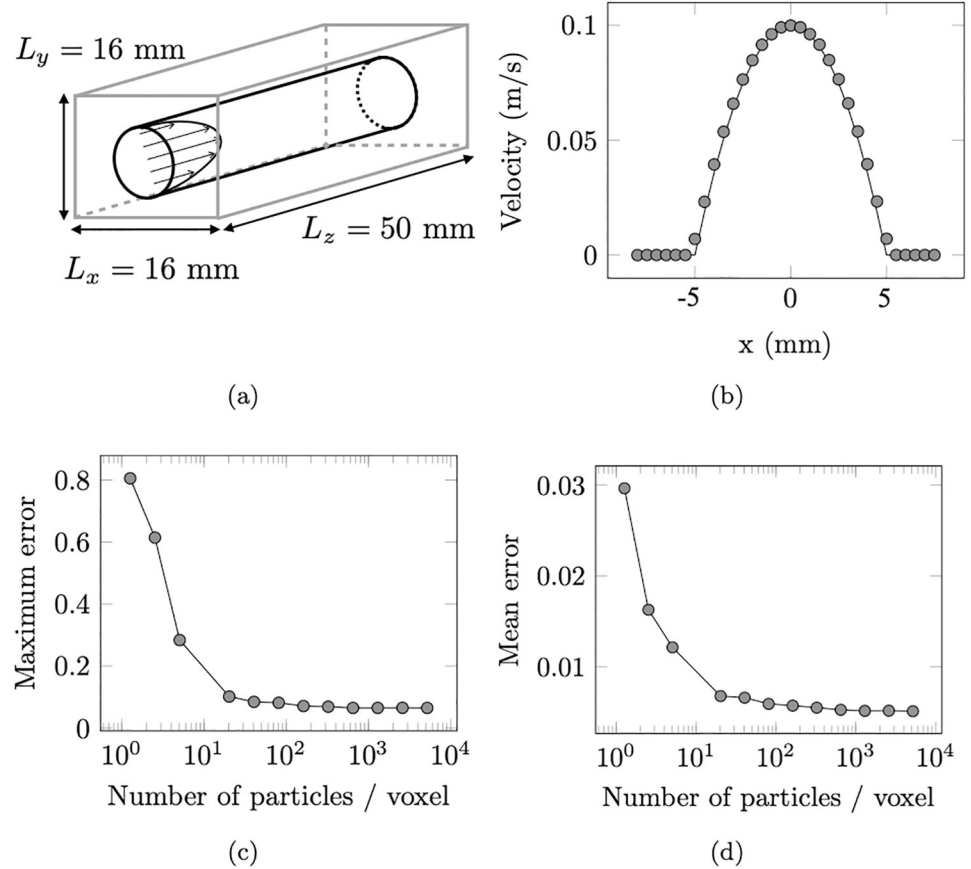 L_y = 16 mm
L_z = 50 mm
L_x = 16 mm
(a)
Velocity (m/s)
0.1
0.05
0
-5 0 5
x (mm)
(b)
Maximum error
0.8
0.6
0.4
0.2
0
10^0 10^1 10^2 10^3 10^4
Number of particles / voxel
(c)
Mean error
0.03
0.02
0.01
10^0 10^1 10^2 10^3 10^4
Number of particles / voxel
(d)